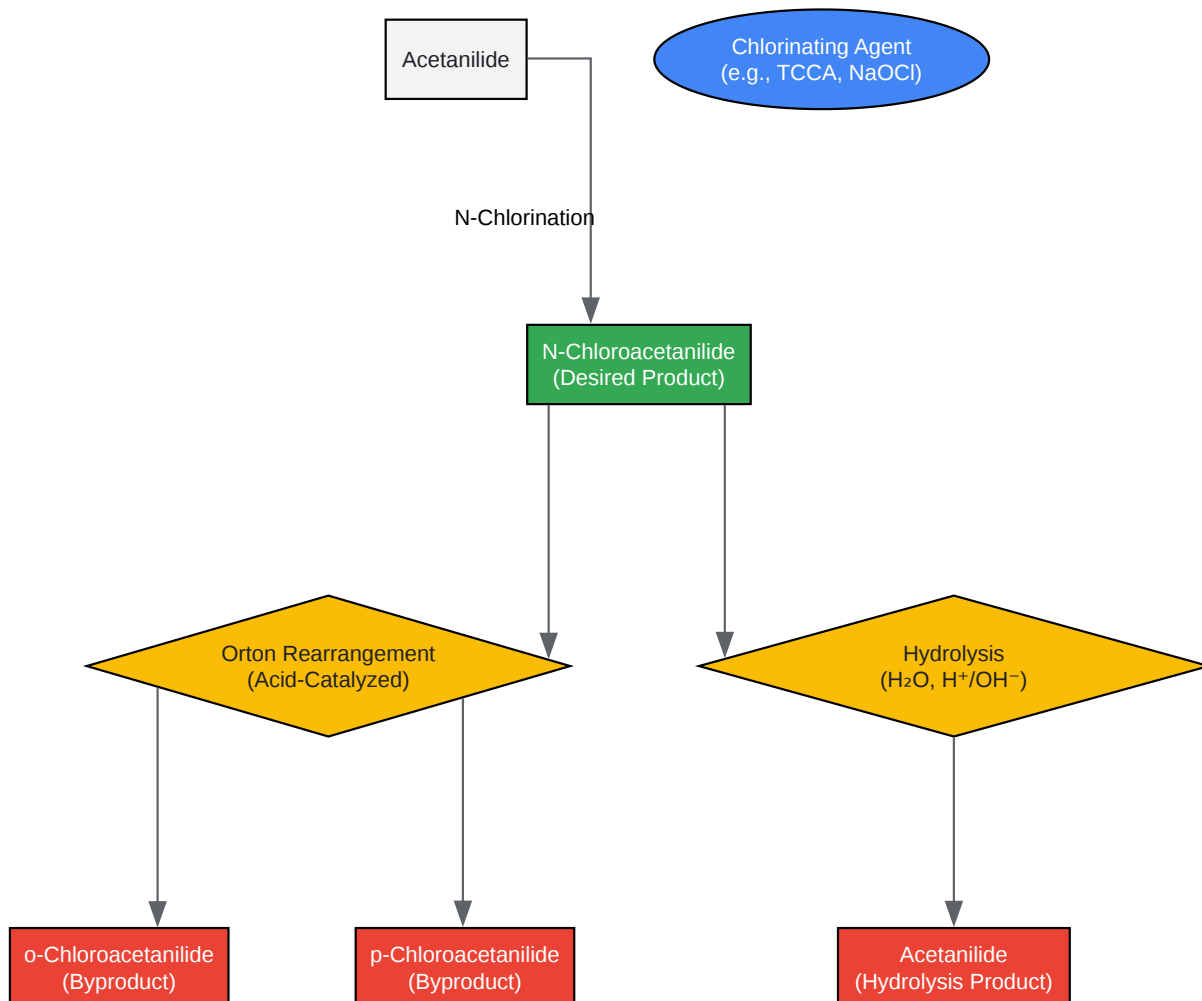 Acetanilide
Chlorinating Agent
(e.g., TCCA, NaOCl)
N-Chlorination
N-Chloroacetanilide
(Desired Product)
Orton Rearrangement
(Acid-Catalyzed)
Hydrolysis
(H₂O, H⁺/OH⁻)
o-Chloroacetanilide
(Byproduct)
p-Chloroacetanilide
(Byproduct)
Acetanilide
(Hydrolysis Product)